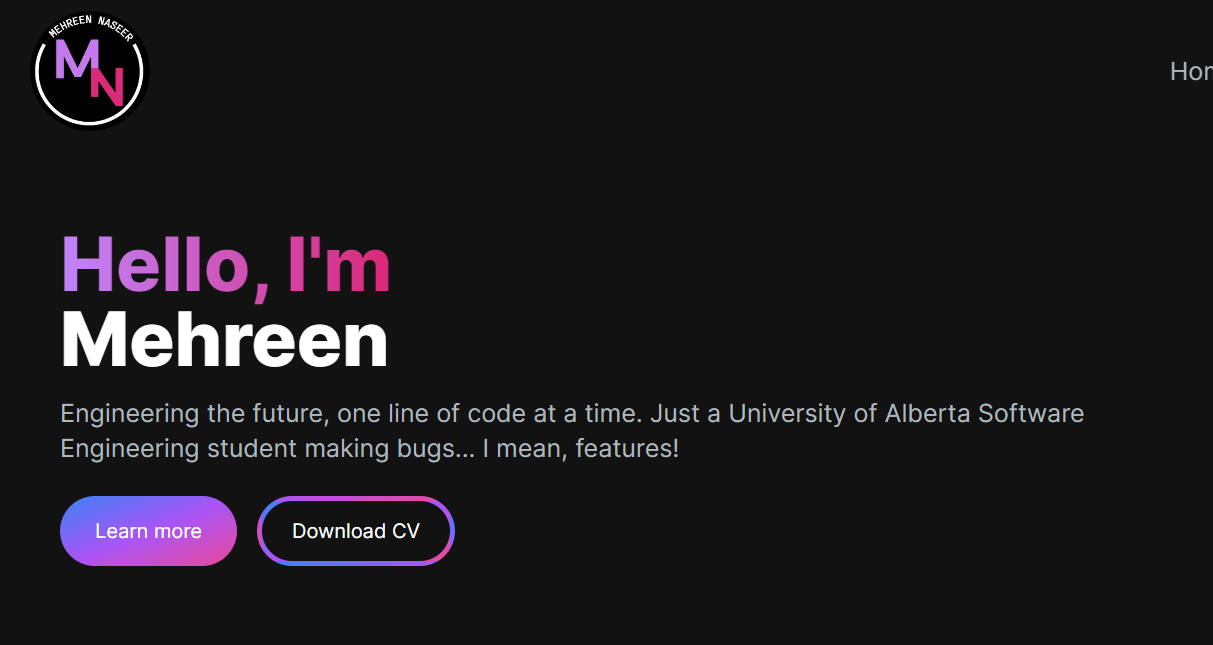 MEHREEN NASEER
MN
Hello, I'm
Mehreen
Engineering the future, one line of code at a time. Just a University of Alberta Software
Engineering student making bugs... I mean, features!
Learn more
Download CV